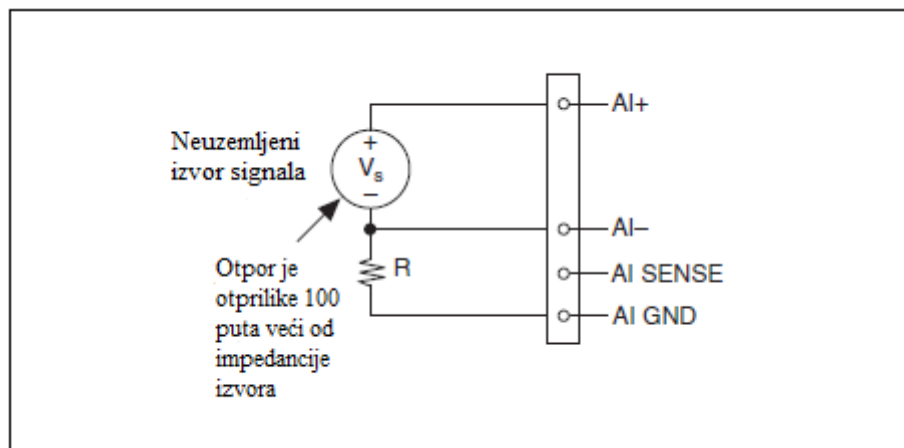 AI+
Neuzemljeni
izvor signala
+
Vs
–
AI–
R
AI SENSE
AI GND
Otpor je
otprilike 100
puta veći od
impedancije
izvora